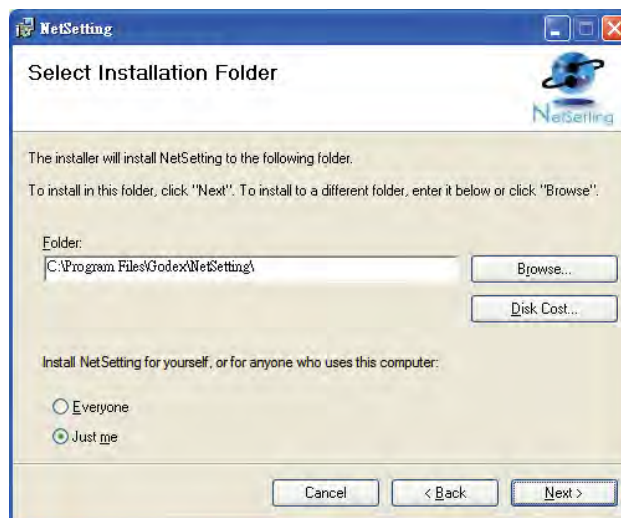 NetSetting
Select Installation Folder
NetSetting
The installer will install NetSetting to the following folder.
To install in this folder, click "Next". To install to a different folder, enter it below or click "Browse".
Folder:
C:\Program Files\Godex\NetSetting\
Browse...
Disk Cost...
Install NetSetting for yourself, or for anyone who uses this computer:
Everyone
Just me
Cancel
< Back
Next >